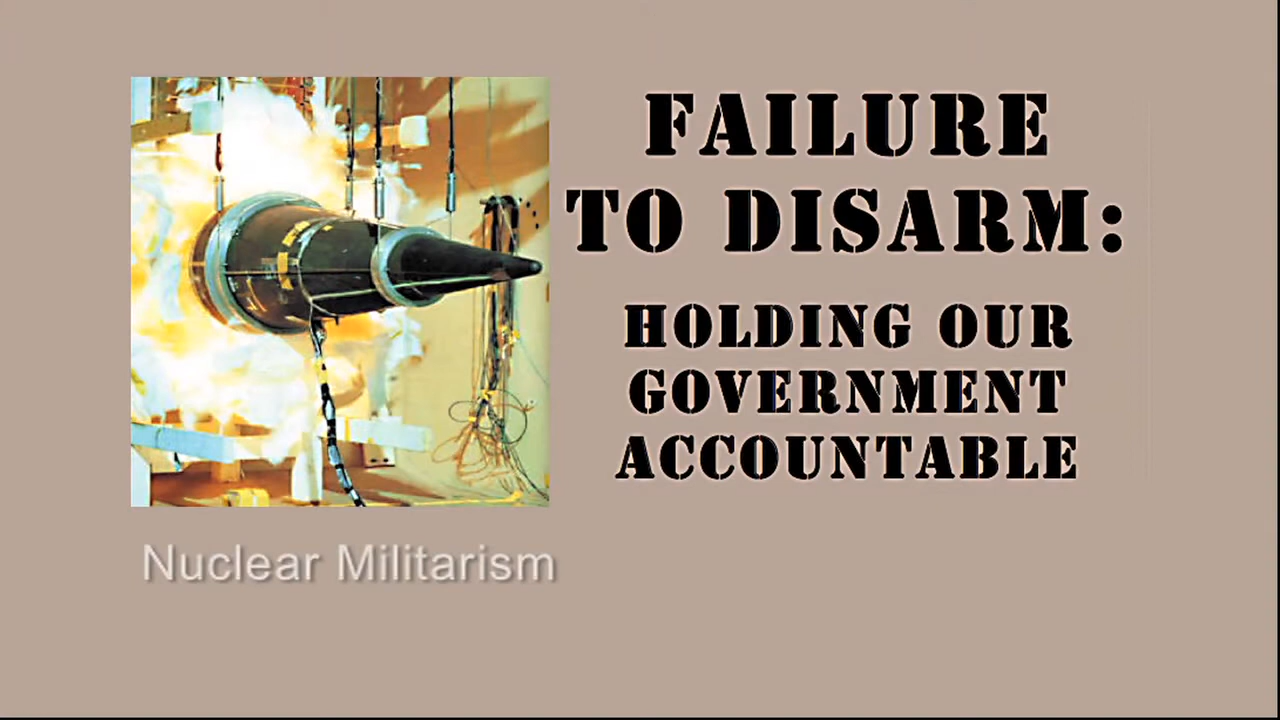 FAILURE
TO DISARM:
HOLDING OUR
GOVERNMENT
ACCOUNTABLE
Nuclear Militarism